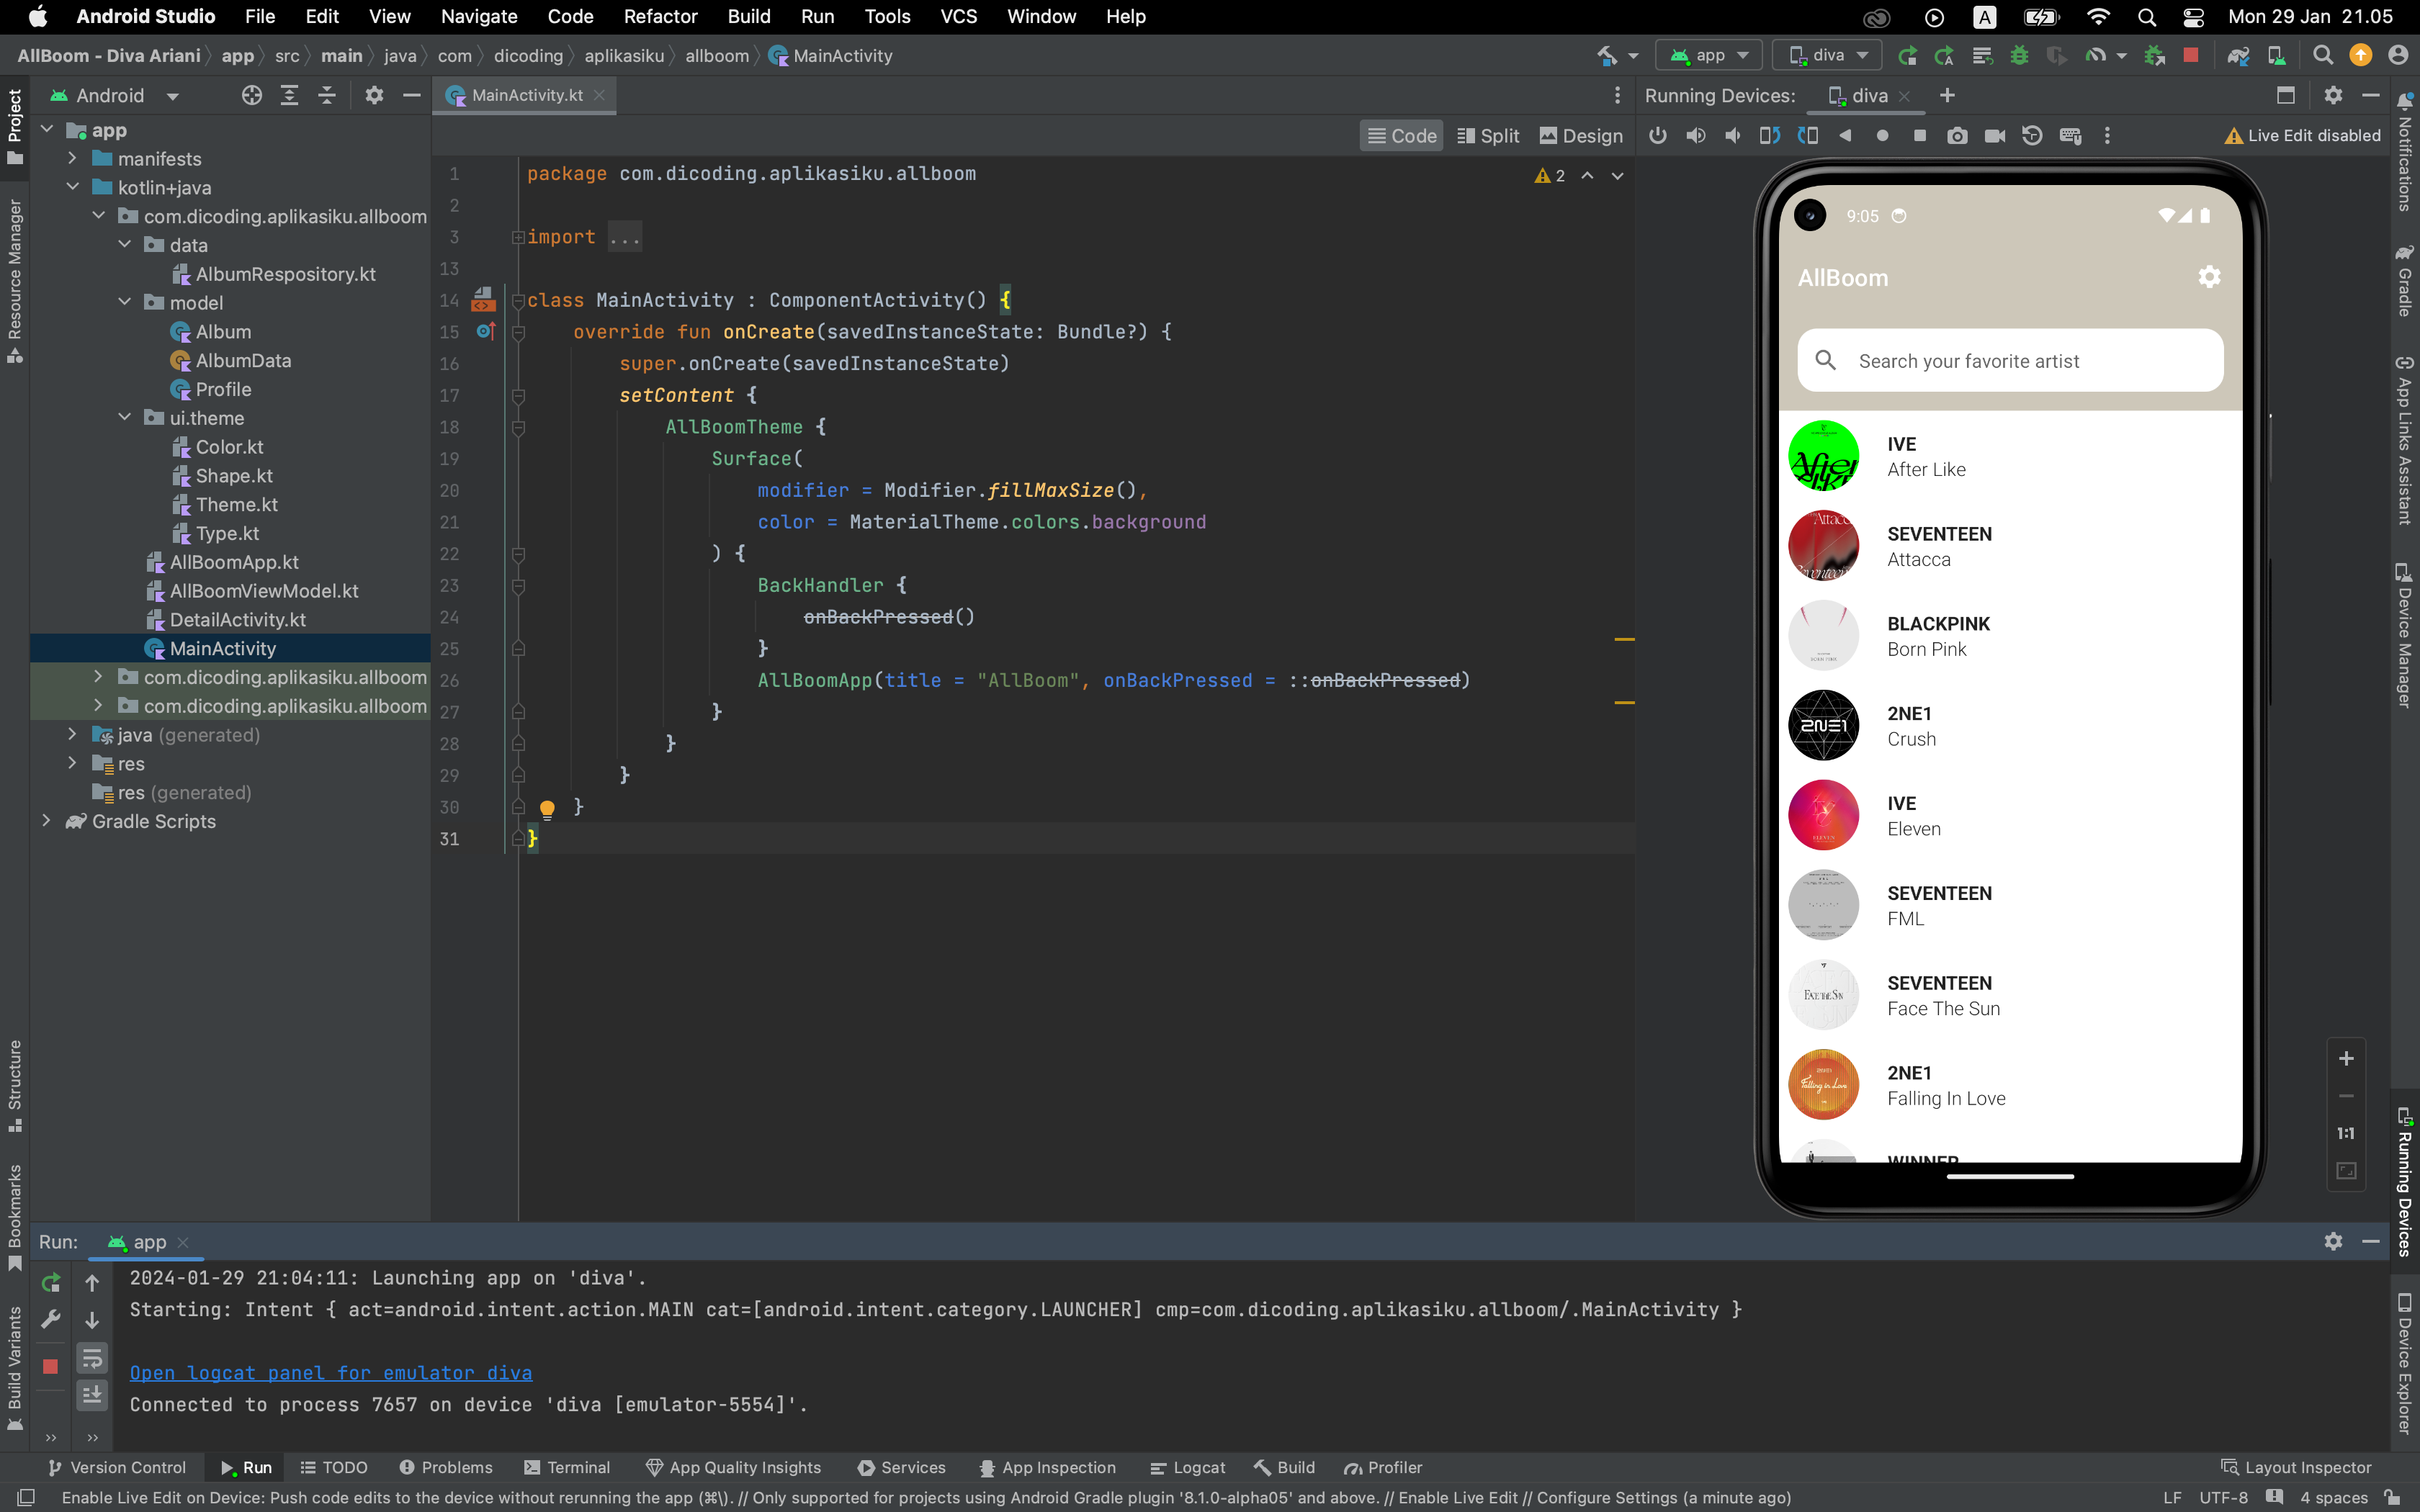 Android Studio File Edit View Navigate Code Refactor Build Run Tools VCS Window Help
A Mon 29 Jan 21.05
AllBoom - Diva Ariani app src main java com dicoding aplikasiku allboom MainActivity
app diva
Project
Resource Manager
Structure
Bookmarks
Build Variants
Android
app
manifests
kotlin+java
com.dicoding.aplikasiku.allboom
data
AlbumRespository.kt
model
Album
AlbumData
Profile
ui.theme
Color.kt
Shape.kt
Theme.kt
Type.kt
AllBoomApp.kt
AllBoomViewModel.kt
DetailActivity.kt
MainActivity
com.dicoding.aplikasiku.allboom
com.dicoding.aplikasiku.allboom
java (generated)
res
res (generated)
Gradle Scripts
MainActivity.kt
Code Split Design
2
1 package com.dicoding.aplikasiku.allboom
2
3 import ...
13
14 class MainActivity : ComponentActivity() {
15 override fun onCreate(savedInstanceState: Bundle?) {
16 super.onCreate(savedInstanceState)
17 setContent {
18 AllBoomTheme {
19 Surface(
20 modifier = Modifier.fillMaxSize(),
21 color = MaterialTheme.colors.background
22 ) {
23 BackHandler {
24 onBackPressed()
25 }
26 AllBoomApp(title = "AllBoom", onBackPressed = ::onBackPressed)
27 }
28 }
29 }
30 }
31 }
Running Devices: diva
Live Edit disabled
9:05
AllBoom
Search your favorite artist
IVE
After Like
SEVENTEEN
Attacca
BLACKPINK
Born Pink
2NE1
2NE1
Crush
IVE
Eleven
ELEVEN
SEVENTEEN
FML
SEVENTEEN
Face The Sun
FACE THE SUN
2NE1
Falling In Love
Falling in Love
WINNER
1:1
Notifications
Gradle
App Links Assistant
Device Manager
Running Devices
Device Explorer
Run: app
2024-01-29 21:04:11: Launching app on 'diva'.
Starting: Intent { act=android.intent.action.MAIN cat=[android.intent.category.LAUNCHER] cmp=com.dicoding.aplikasiku.allboom/.MainActivity }
Open logcat panel for emulator diva
Connected to process 7657 on device 'diva [emulator-5554]'.
Version Control Run TODO Problems Terminal App Quality Insights Services App Inspection Logcat Build Profiler Layout Inspector
Enable Live Edit on Device: Push code edits to the device without rerunning the app (⌘\). // Only supported for projects using Android Gradle plugin '8.1.0-alpha05' and above. // Enable Live Edit // Configure Settings (a minute ago) LF UTF-8 4 spaces